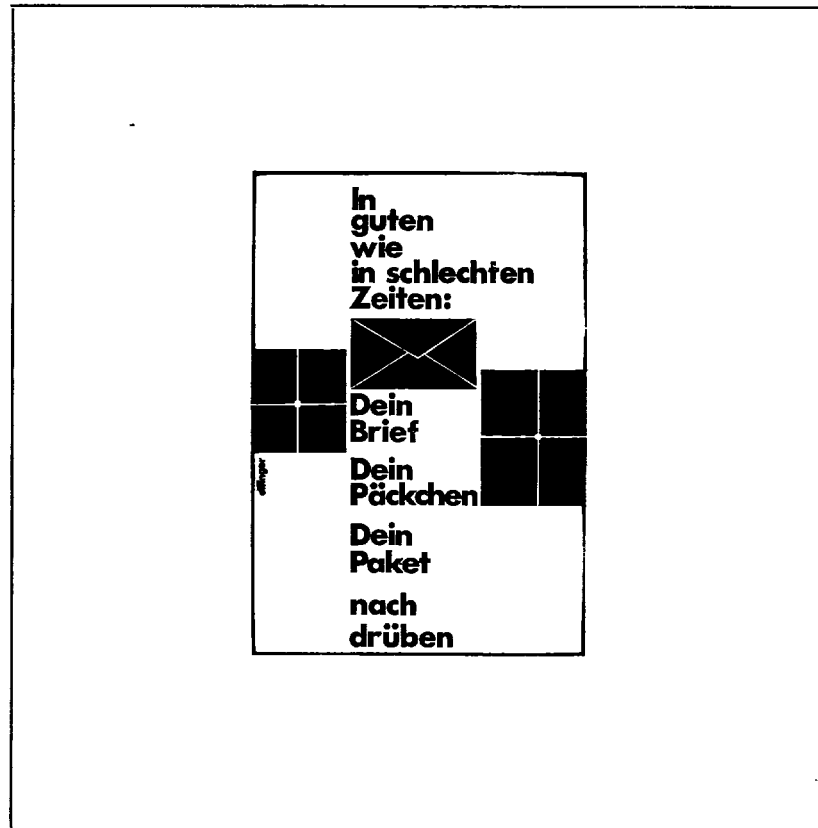 In
guten
wie
in schlechten
Zeiten:
Dein
Brief
Dein
Päckchen
Dein
Paket
nach
drüben